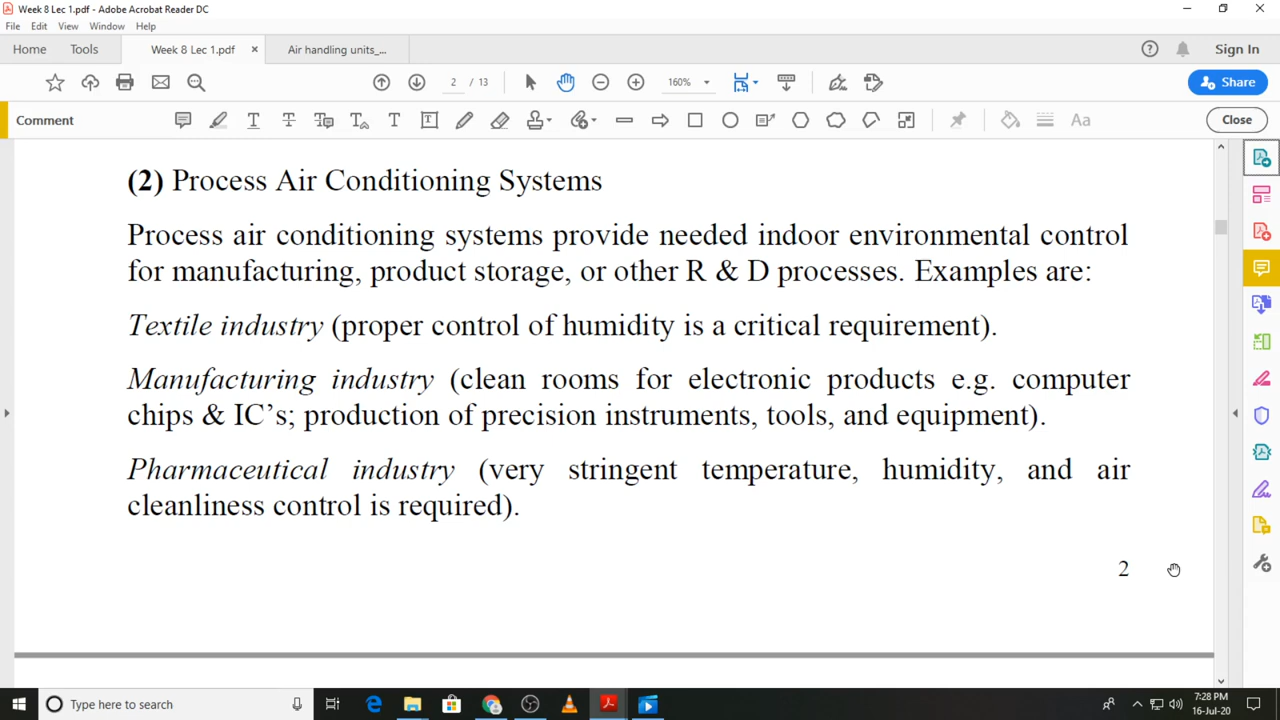 Week 8 Lec 1.pdf - Adobe Acrobat Reader DC
File Edit View Window Help
Home Tools Week 8 Lec 1.pdf × Air handling units_... Sign In
2 / 13 160% Share
Comment Close
(2) Process Air Conditioning Systems
Process air conditioning systems provide needed indoor environmental control
for manufacturing, product storage, or other R & D processes. Examples are:
Textile industry (proper control of humidity is a critical requirement).
Manufacturing industry (clean rooms for electronic products e.g. computer
chips & IC’s; production of precision instruments, tools, and equipment).
Pharmaceutical industry (very stringent temperature, humidity, and air
cleanliness control is required).
2
Type here to search
7:28 PM
16-Jul-20